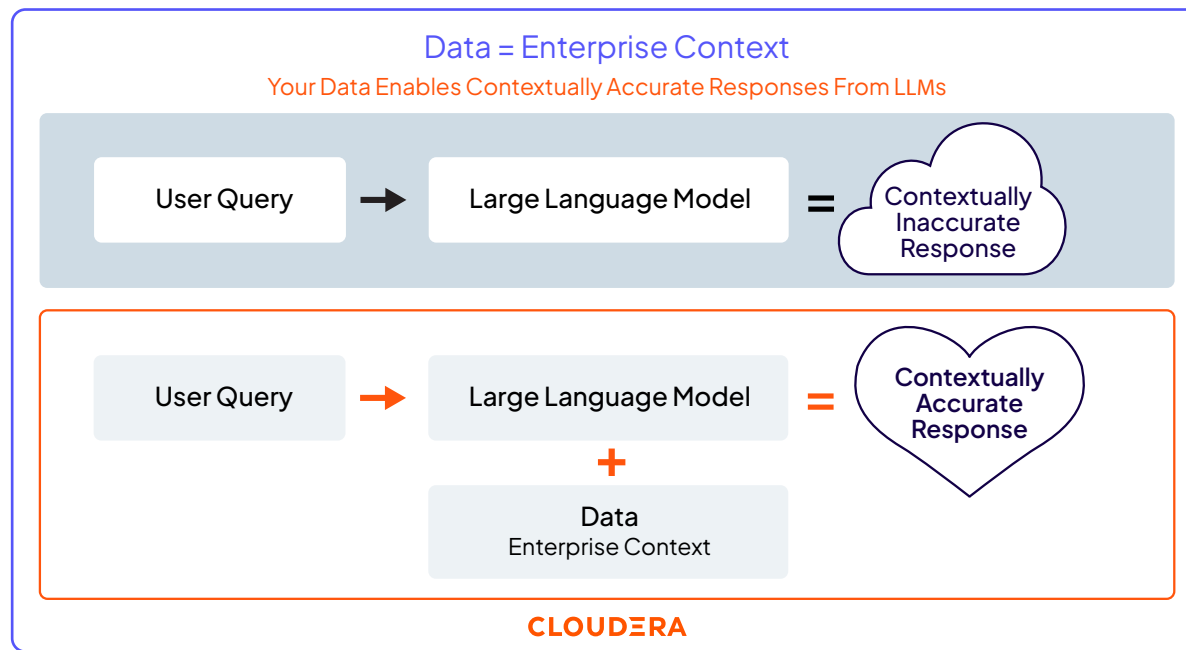 Data = Enterprise Context
Your Data Enables Contextually Accurate Responses From LLMs
User Query
Large Language Model
=
Contextually
Inaccurate
Response
User Query
Large Language Model
=
Contextually
Accurate
Response
+
Data
Enterprise Context
CLOUDERA